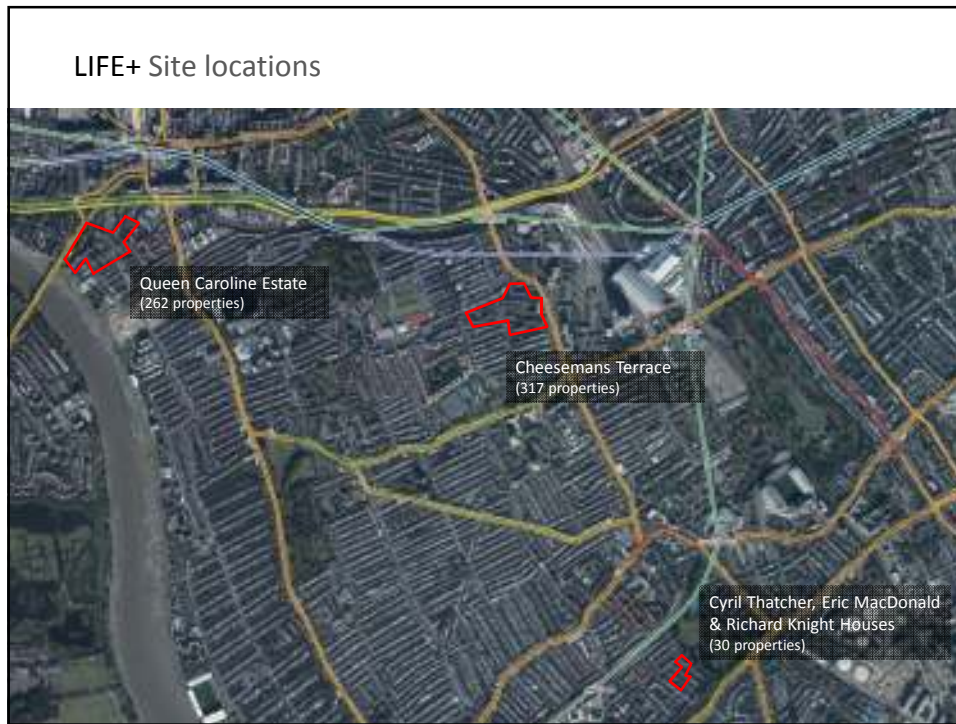 LIFE+ Site locations
Queen Caroline Estate
(262 properties)
Cheesemans Terrace
(317 properties)
Cyril Thatcher, Eric MacDonald
& Richard Knight Houses
(30 properties)